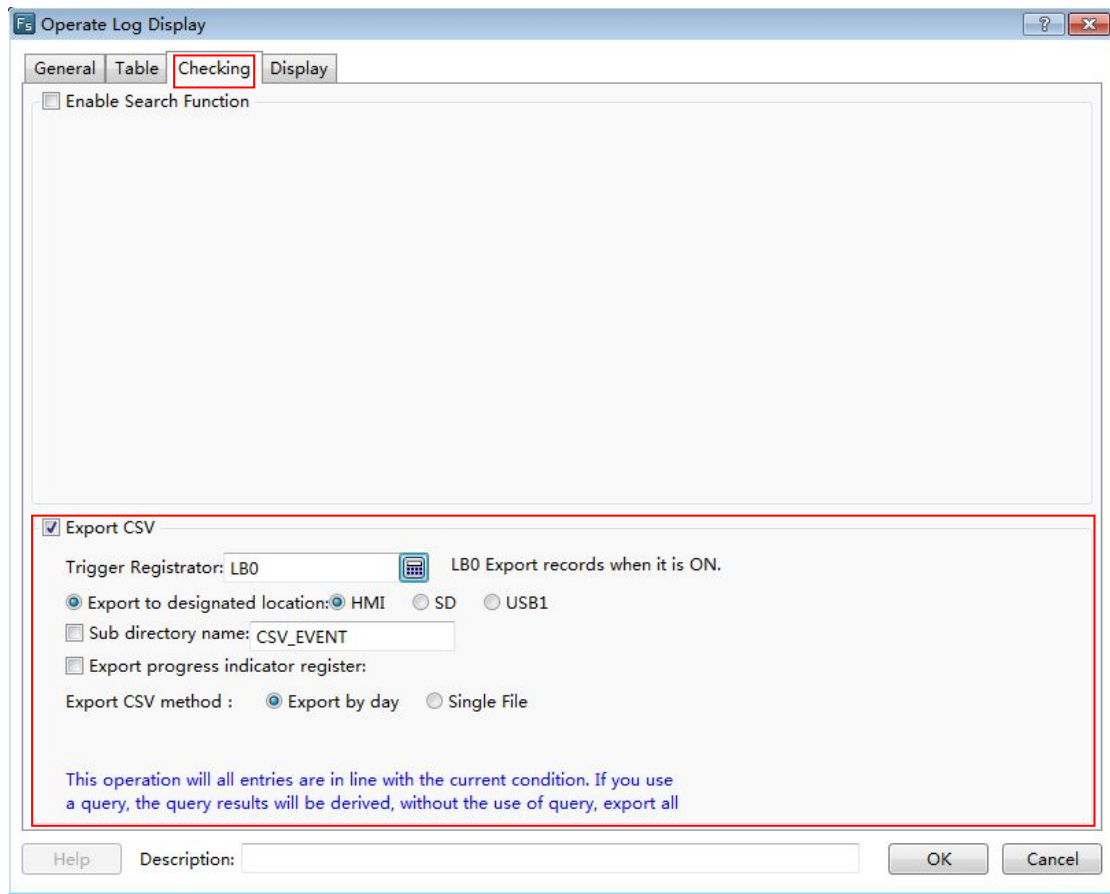 Fs Operate Log Display
General Table Checking Display
Enable Search Function
Export CSV
Trigger Registrator: LB0 LB0 Export records when it is ON.
Export to designated location: HMI SD USB1
Sub directory name: CSV_EVENT
Export progress indicator register:
Export CSV method : Export by day Single File
This operation will all entries are in line with the current condition. If you use
a query, the query results will be derived, without the use of query, export all
Help Description: OK Cancel